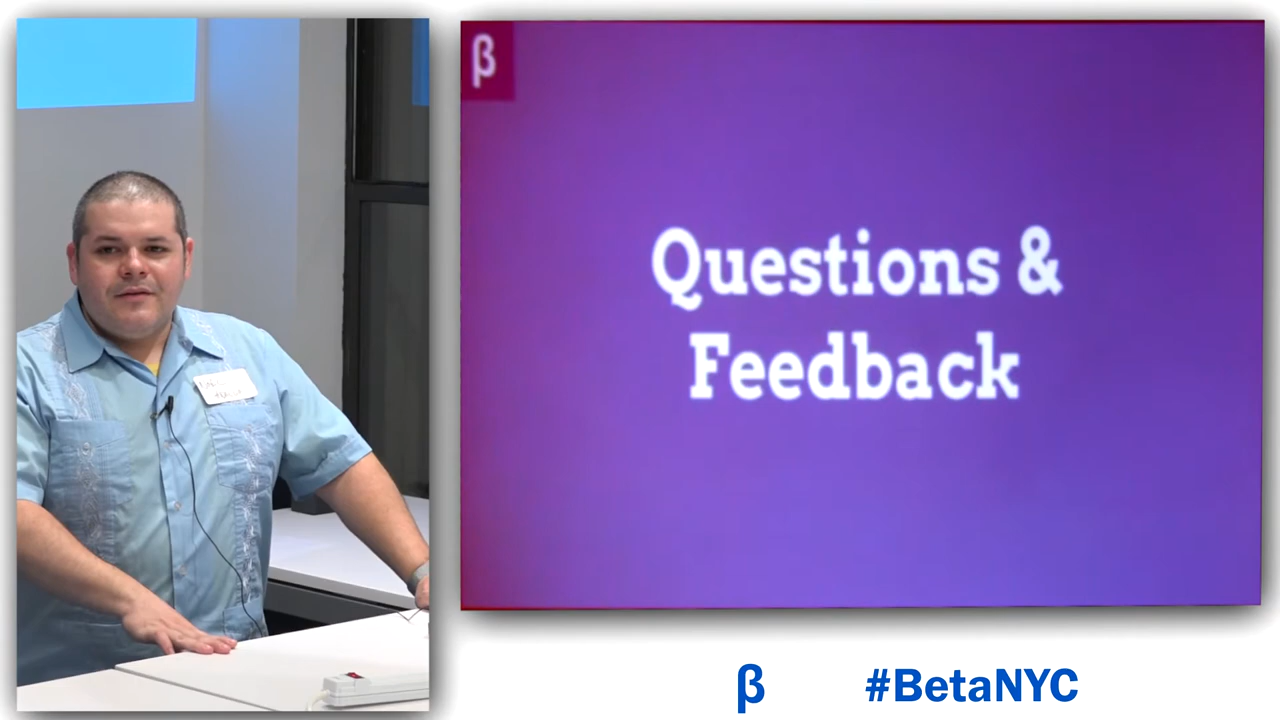 β
Questions &
Feedback
β #BetaNYC